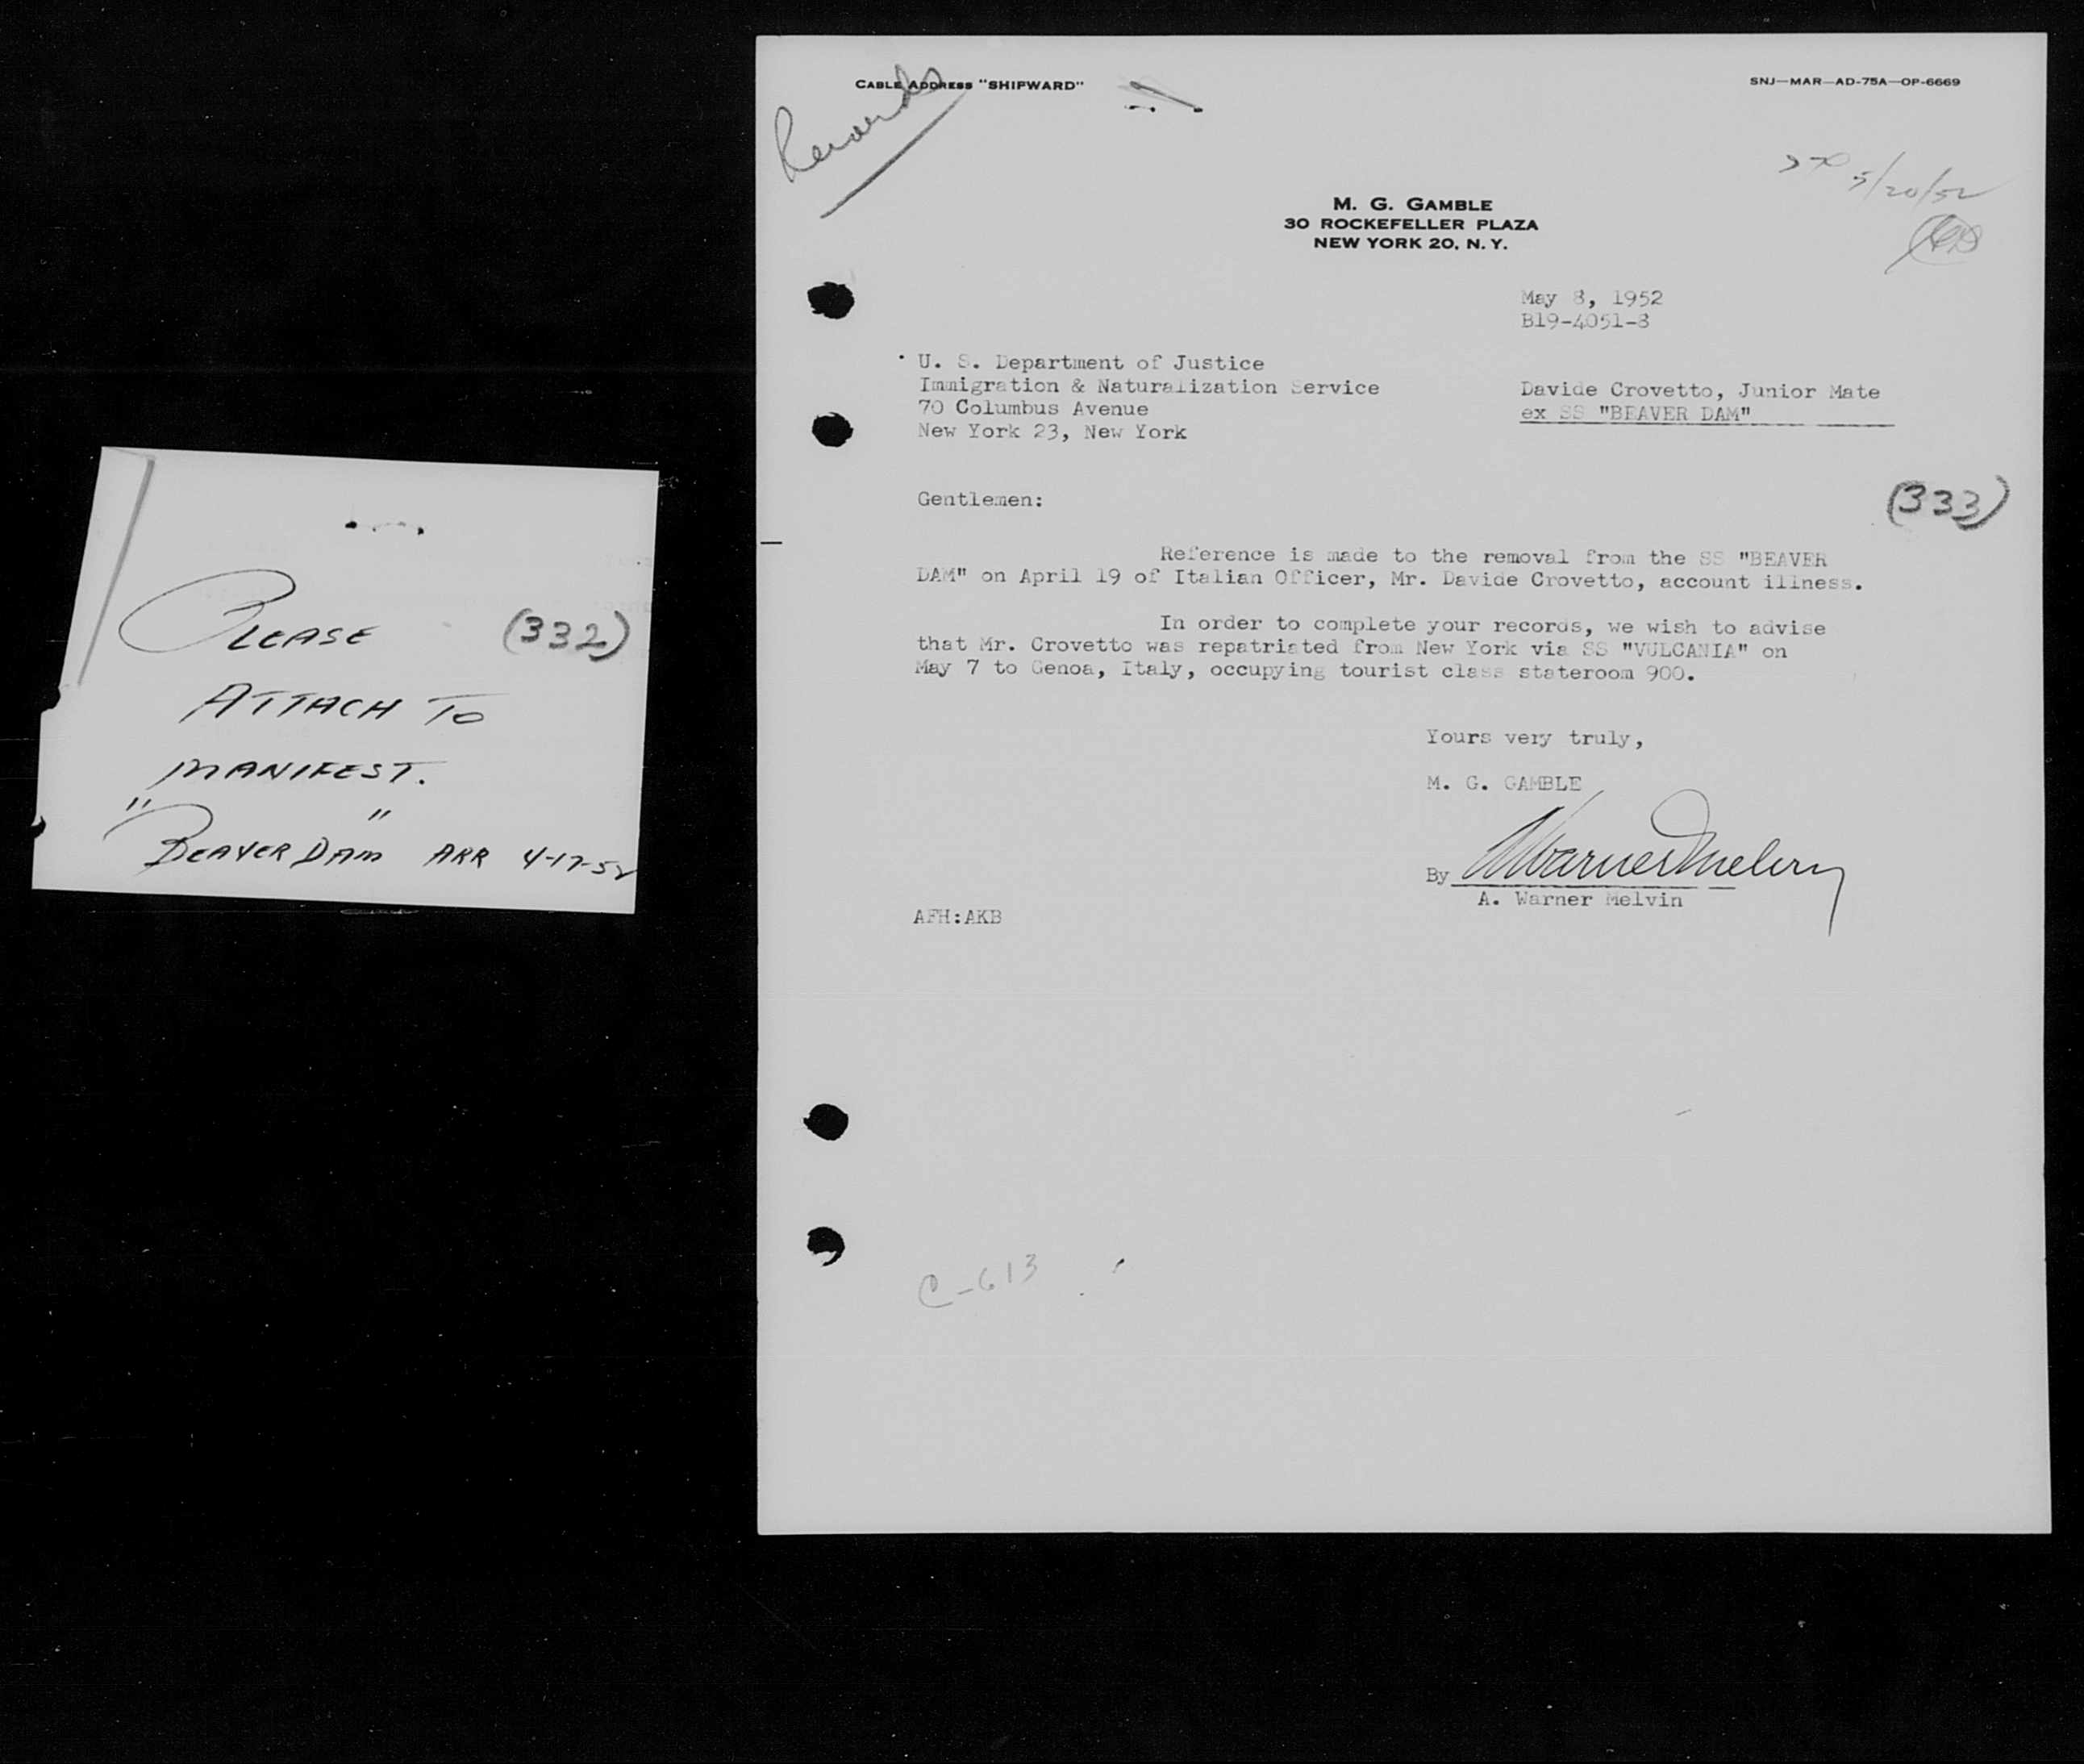 PLEASE (332)
ATTACH TO
MANIFEST.
" "
BEAVER DAM ARR 4-17-52
CABLE ADDRESS "SHIPWARD"
SNJ—MAR—AD-75A—OP-6669
Records
5/20/52
M. G. GAMBLE
30 ROCKEFELLER PLAZA
NEW YORK 20, N. Y.
May 8, 1952
B19-4051-8
U. S. Department of Justice
Immigration & Naturalization Service
70 Columbus Avenue
New York 23, New York
Davide Crovetto, Junior Mate
ex SS "BEAVER DAM"
Gentlemen:
(333)
Reference is made to the removal from the SS "BEAVER
DAM" on April 19 of Italian Officer, Mr. Davide Crovetto, account illness.
In order to complete your records, we wish to advise
that Mr. Crovetto was repatriated from New York via SS "VULCANIA" on
May 7 to Genoa, Italy, occupying tourist class stateroom 900.
Yours very truly,
M. G. GAMBLE
By AWarnerMelvin
A. Warner Melvin
AFH:AKB
C-613